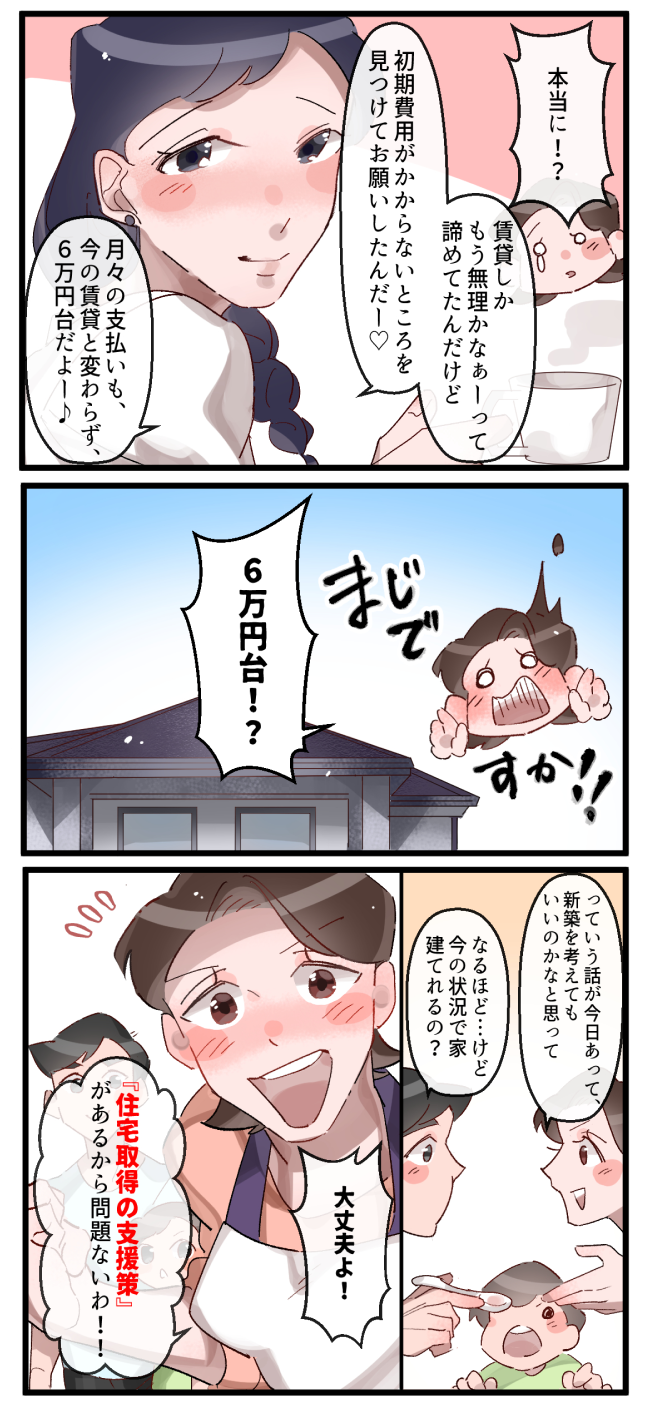 本当に！？
賃貸しか
もう無理かなぁーって
諦めてたんだけど
初期費用がかからないところを
見つけてお願いしたんだー♡
月々の支払いも、
今の賃貸と変わらず、
６万円台だよー♪
６万円台！？
まじで
すか!!
っていう話が今日あって、
新築を考えても
いいのかなと思って
なるほど…けど
今の状況で家
建てれるの？
大丈夫よ！
『住宅取得の支援策』
があるから問題ないわ！！